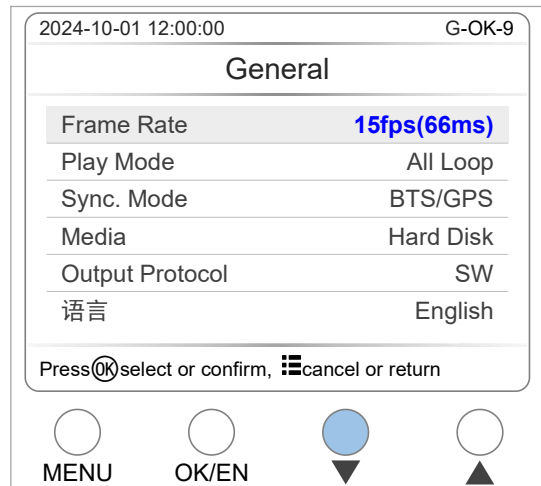 2024-10-01 12:00:00 G-OK-9
General
Frame Rate 15fps(66ms)
Play Mode All Loop
Sync. Mode BTS/GPS
Media Hard Disk
Output Protocol SW
语言 English
Press OK select or confirm, cancel or return
MENU OK/EN ▼ ▲